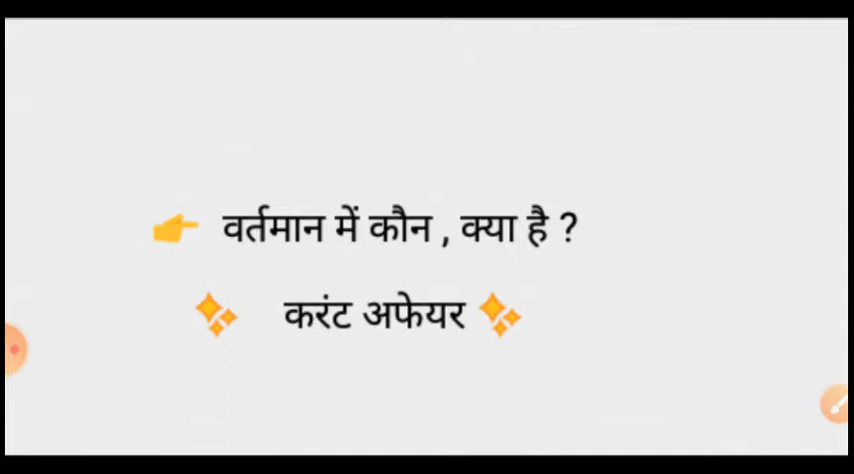 👉 वर्तमान में कौन , क्या है ?
✨ करंट अफेयर ✨